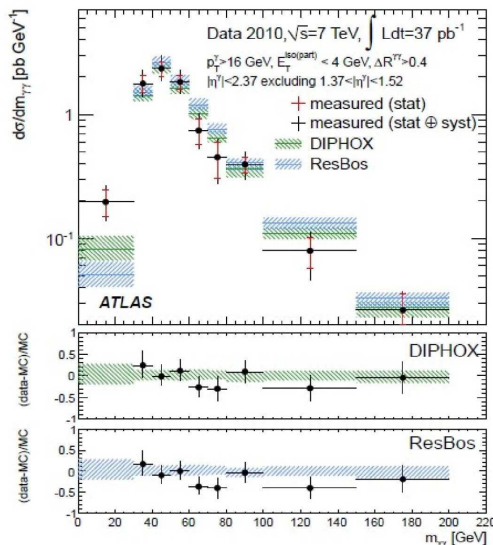 Data 2010, √s=7 TeV, ∫ Ldt=37 pb⁻¹
p_T^γ>16 GeV, E_T^Iso(part) < 4 GeV, ΔR^γγ>0.4
|η^γ|<2.37 excluding 1.37<|η^γ|<1.52
measured (stat)
measured (stat ⊕ syst)
DIPHOX
ResBos
dσ/dm_γγ [pb GeV⁻¹]
1
10⁻¹
ATLAS
DIPHOX
(data-MC)/MC
1
0.5
0
-0.5
-1
ResBos
(data-MC)/MC
1
0.5
0
-0.5
-1
0 20 40 60 80 100 120 140 160 180 200
m_γγ [GeV]